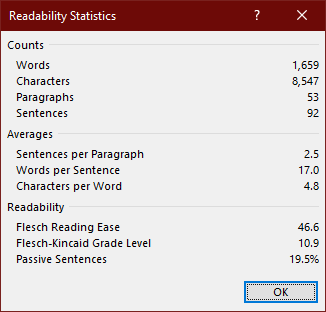 Readability Statistics ? ×
Counts
Words 1,659
Characters 8,547
Paragraphs 53
Sentences 92
Averages
Sentences per Paragraph 2.5
Words per Sentence 17.0
Characters per Word 4.8
Readability
Flesch Reading Ease 46.6
Flesch-Kincaid Grade Level 10.9
Passive Sentences 19.5%
OK